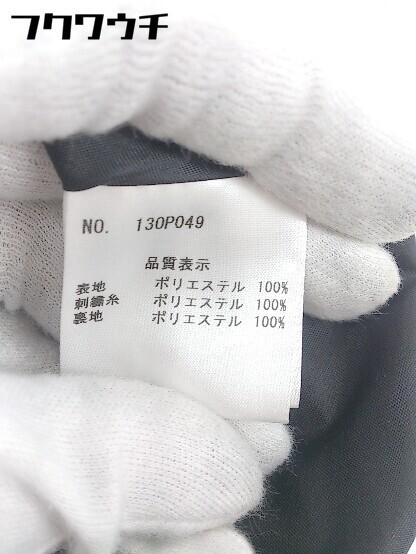 フクワウチ
NO. 130P049
品質表示
表地 ポリエステル 100%
刺繍糸 ポリエステル 100%
裏地 ポリエステル 100%